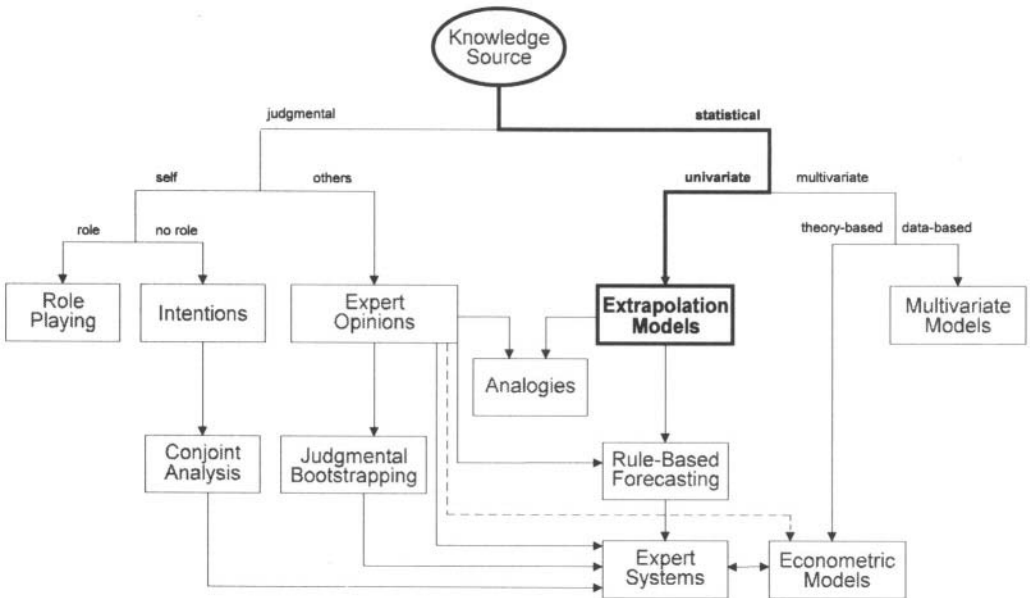 Knowledge
Source
judgmental
statistical
self
others
univariate
multivariate
role
no role
theory-based
data-based
Role
Playing
Intentions
Expert
Opinions
Extrapolation
Models
Multivariate
Models
Analogies
Conjoint
Analysis
Judgmental
Bootstrapping
Rule-Based
Forecasting
Expert
Systems
Econometric
Models